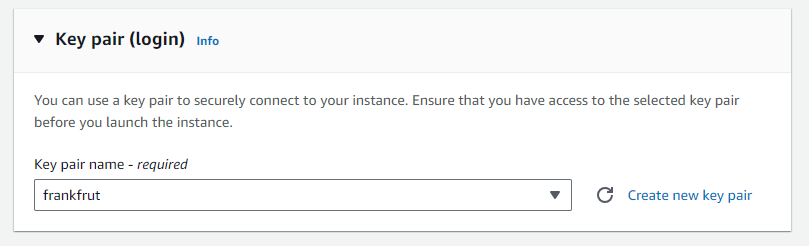 Key pair (login) Info
You can use a key pair to securely connect to your instance. Ensure that you have access to the selected key pair
before you launch the instance.
Key pair name - required
frankfrut
Create new key pair